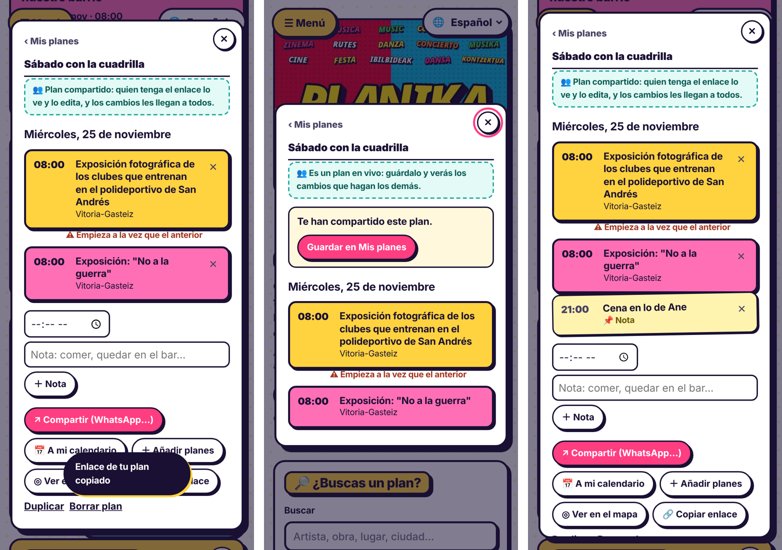 ☰ Menú
Español
‹ Mis planes
Sábado con la cuadrilla
👥 Plan compartido: quien tenga el enlace lo
ve y lo edita, y los cambios les llegan a todos.
Miércoles, 25 de noviembre
08:00
Exposición fotográfica de
los clubes que entrenan
en el polideportivo de San
Andrés
Vitoria-Gasteiz
⚠ Empieza a la vez que el anterior
08:00
Exposición: "No a la
guerra"
Vitoria-Gasteiz
--:-- --
Nota: comer, quedar en el bar...
+ Nota
↗ Compartir (WhatsApp...)
📅 A mi calendario
+ Añadir planes
Enlace de tu plan
copiado
◎ Ver e
lace
Duplicar Borrar plan
☰ Menú
🌐 Español
MUSIC
ZINEMA RUTES DANZA CONCIERTO MUSIKA
CINE FESTA IBILBIDEAK DANSA KONTZERTUA
PLANIKA
‹ Mis planes
Sábado con la cuadrilla
👥 Es un plan en vivo: guárdalo y verás los
cambios que hagan los demás.
Te han compartido este plan.
Guardar en Mis planes
Miércoles, 25 de noviembre
08:00
Exposición fotográfica de los
clubes que entrenan en el
polideportivo de San Andrés
Vitoria-Gasteiz
⚠ Empieza a la vez que el anterior
08:00
Exposición: "No a la guerra"
Vitoria-Gasteiz
🔎 ¿Buscas un plan?
Buscar
Artista, obra, lugar, ciudad...
‹ Mis planes
Sábado con la cuadrilla
👥 Plan compartido: quien tenga el enlace lo
ve y lo edita, y los cambios les llegan a todos.
Miércoles, 25 de noviembre
08:00
Exposición fotográfica de
los clubes que entrenan
en el polideportivo de San
Andrés
Vitoria-Gasteiz
⚠ Empieza a la vez que el anterior
08:00
Exposición: "No a la
guerra"
Vitoria-Gasteiz
21:00
Cena en lo de Ane
📌 Nota
--:-- --
Nota: comer, quedar en el bar...
+ Nota
↗ Compartir (WhatsApp...)
📅 A mi calendario
+ Añadir planes
◎ Ver en el mapa
🔗 Copiar enlace